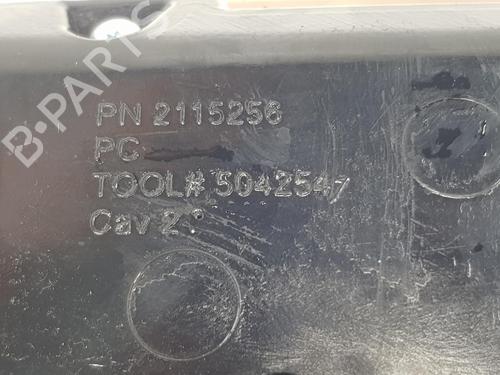 B-PARTS
PN 2115256
PC
TOOL# 5042547
Cav 2